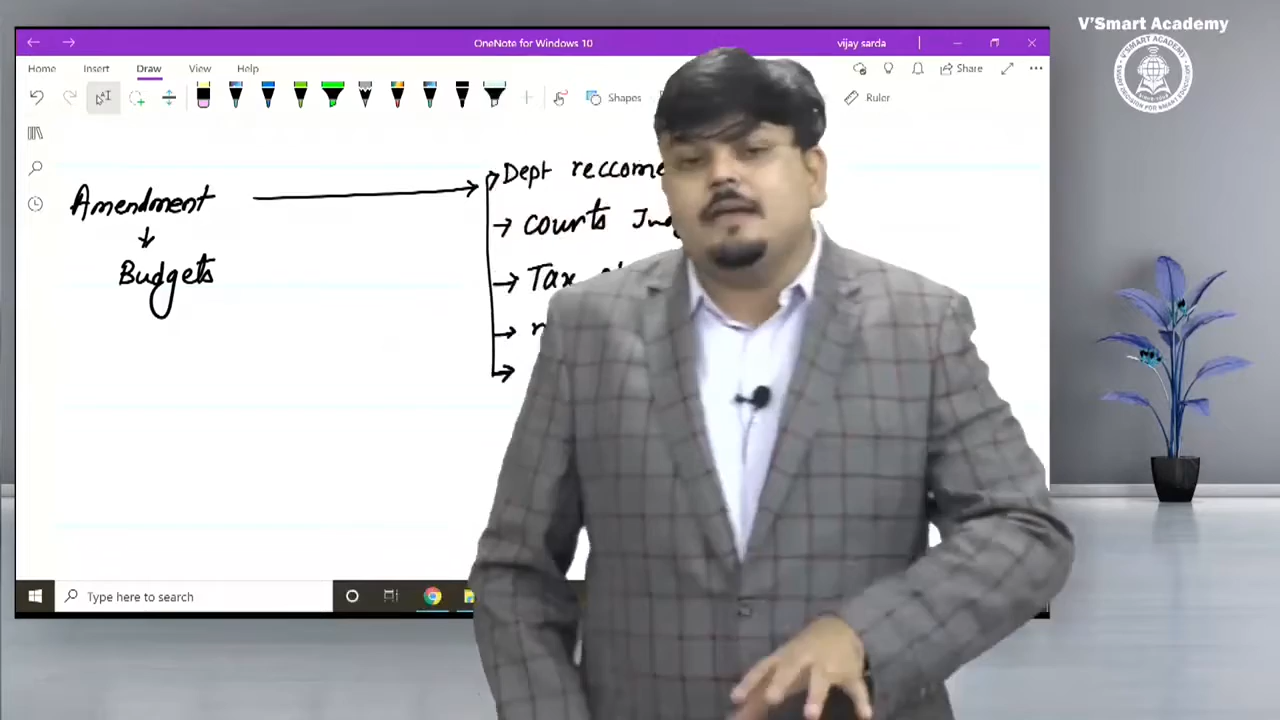 V'Smart Academy
OneNote for Windows 10
vijay sarda
Home Insert Draw View Help
Share
Shapes
Ruler
Dept reccome
Amendment
Courts
Budgets
Tax
Type here to search